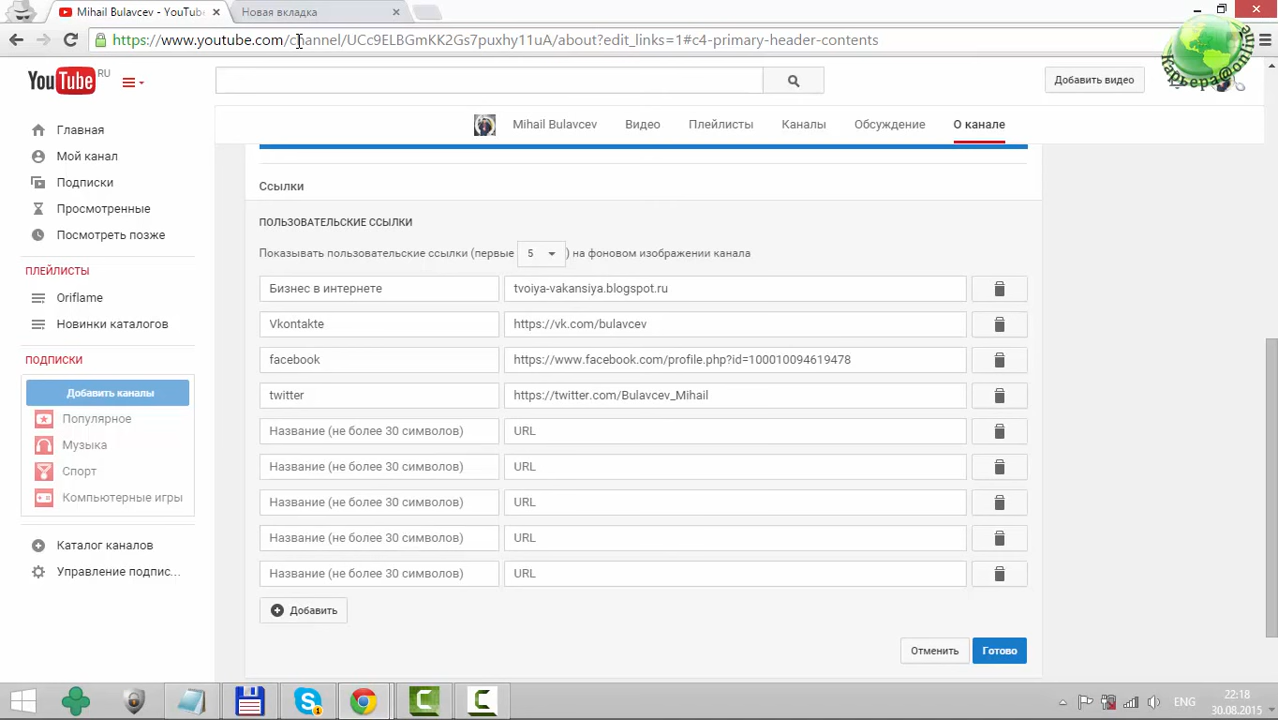 Mihail Bulavcev - YouTube
Новая вкладка
https://www.youtube.com/channel/UCc9ELBGmKK2Gs7puxhy11uA/about?edit_links=1#c4-primary-header-contents
Карьера@online
YouTube RU
Добавить видео
Mihail Bulavcev Видео Плейлисты Каналы Обсуждение О канале
Главная
Мой канал
Подписки
Просмотренные
Посмотреть позже
ПЛЕЙЛИСТЫ
Oriflame
Новинки каталогов
ПОДПИСКИ
Добавить каналы
Популярное
Музыка
Спорт
Компьютерные игры
Каталог каналов
Управление подпис...
Ссылки
ПОЛЬЗОВАТЕЛЬСКИЕ ССЫЛКИ
Показывать пользовательские ссылки (первые 5 ) на фоновом изображении канала
Бизнес в интернете tvoiya-vakansiya.blogspot.ru
Vkontakte https://vk.com/bulavcev
facebook https://www.facebook.com/profile.php?id=100010094619478
twitter https://twitter.com/Bulavcev_Mihail
Название (не более 30 символов) URL
Название (не более 30 символов) URL
Название (не более 30 символов) URL
Название (не более 30 символов) URL
Название (не более 30 символов) URL
Добавить
Отменить Готово
ENG
22:18
30.08.2015